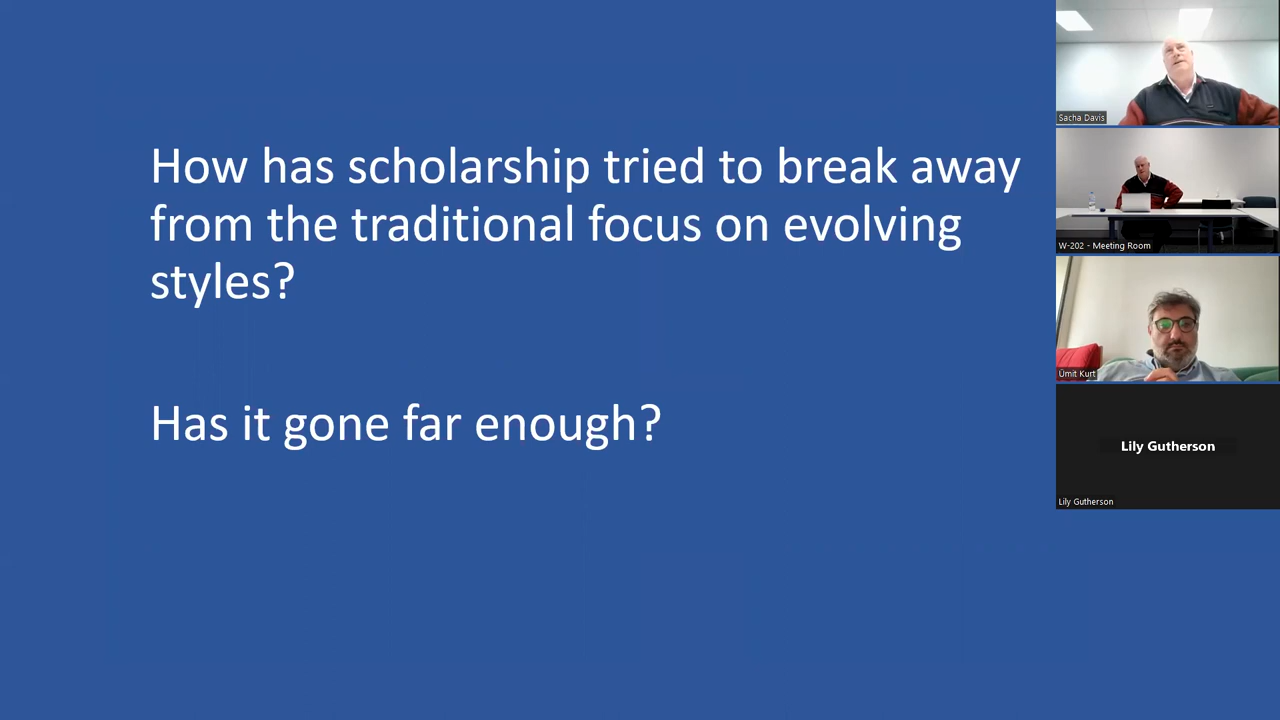 How has scholarship tried to break away
from the traditional focus on evolving
styles?
Has it gone far enough?
Sacha Davis
W-202 - Meeting Room
Ümit Kurt
Lily Gutherson
Lily Gutherson